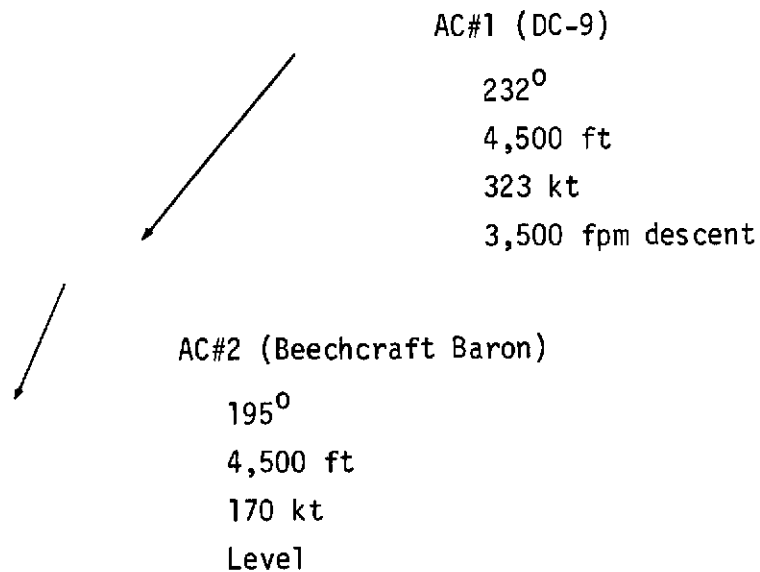 AC#1 (DC-9)
232°
4,500 ft
323 kt
3,500 fpm descent
AC#2 (Beechcraft Baron)
195°
4,500 ft
170 kt
Level